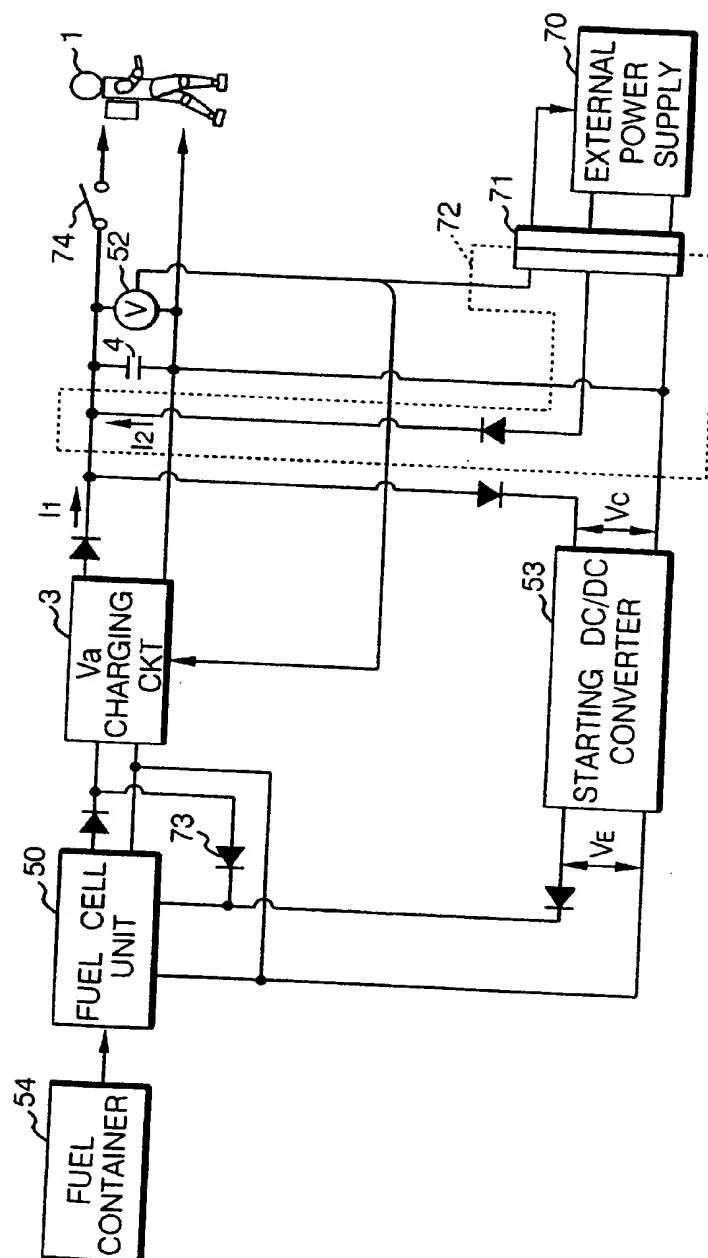 54
FUEL
CONTAINER
50
FUEL CELL
UNIT
73
3
Va
CHARGING
CKT
I1
I2
4
V
52
74
1
VE
53
STARTING DC/DC
CONVERTER
VC
72
71
70
EXTERNAL
POWER
SUPPLY